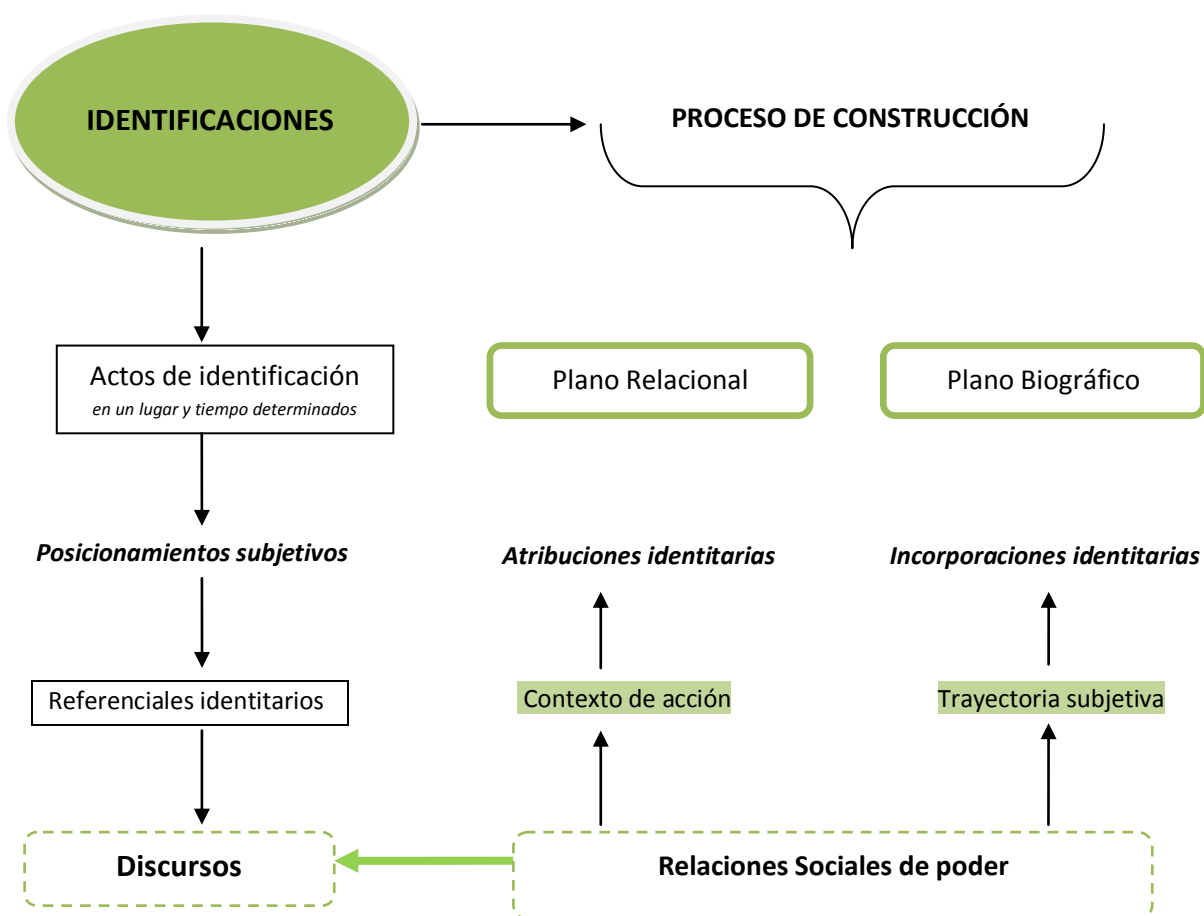 IDENTIFICACIONES
PROCESO DE CONSTRUCCIÓN
Actos de identificación
en un lugar y tiempo determinados
Plano Relacional
Plano Biográfico
Posicionamientos subjetivos
Atribuciones identitarias
Incorporaciones identitarias
Referenciales identitarios
Contexto de acción
Trayectoria subjetiva
Discursos
Relaciones Sociales de poder